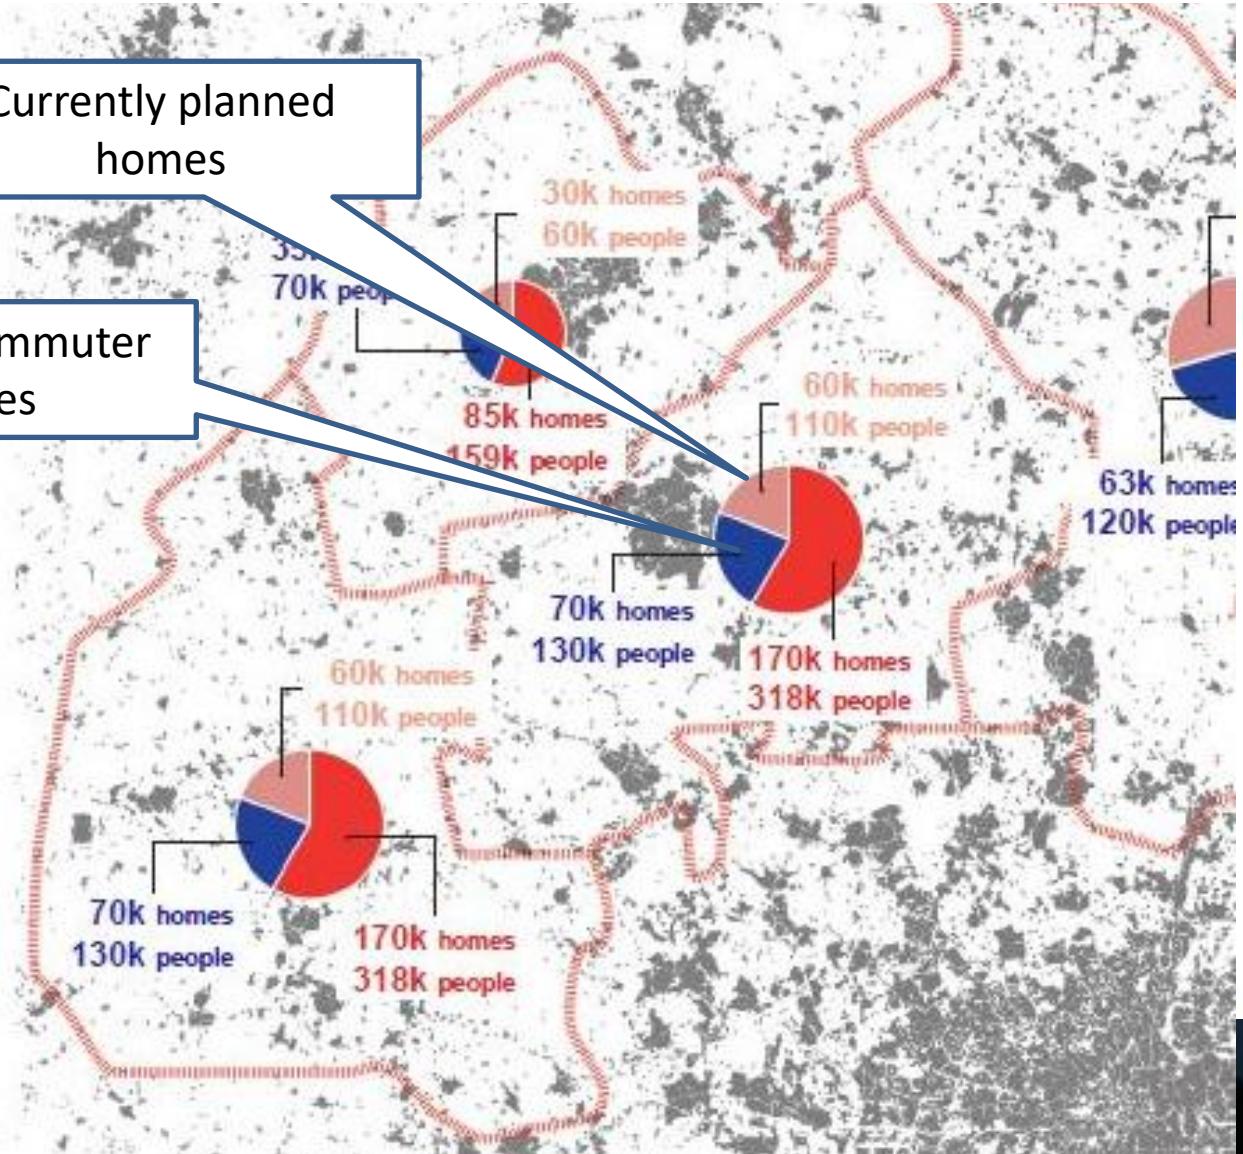 Currently planned
homes
30k homes
60k people
70k
85k homes
159k people
60k homes
110k people
63k homes
120k people
70k homes
130k people
170k homes
318k people
60k homes
110k people
70k homes
130k people
170k homes
318k people